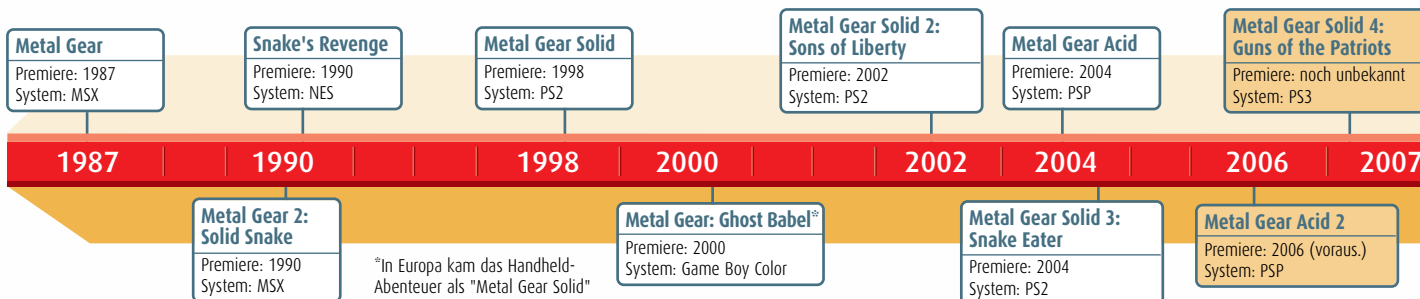 Metal Gear
Premiere: 1987
System: MSX
Snake's Revenge
Premiere: 1990
System: NES
Metal Gear Solid
Premiere: 1998
System: PS2
Metal Gear Solid 2:
Sons of Liberty
Premiere: 2002
System: PS2
Metal Gear Acid
Premiere: 2004
System: PSP
Metal Gear Solid 4:
Guns of the Patriots
Premiere: noch unbekannt
System: PS3
1987 1990 1998 2000 2002 2004 2006 2007
Metal Gear 2:
Solid Snake
Premiere: 1990
System: MSX
*In Europa kam das Handheld-
Abenteuer als "Metal Gear Solid"
Metal Gear: Ghost Babel*
Premiere: 2000
System: Game Boy Color
Metal Gear Solid 3:
Snake Eater
Premiere: 2004
System: PS2
Metal Gear Acid 2
Premiere: 2006 (voraus.)
System: PSP